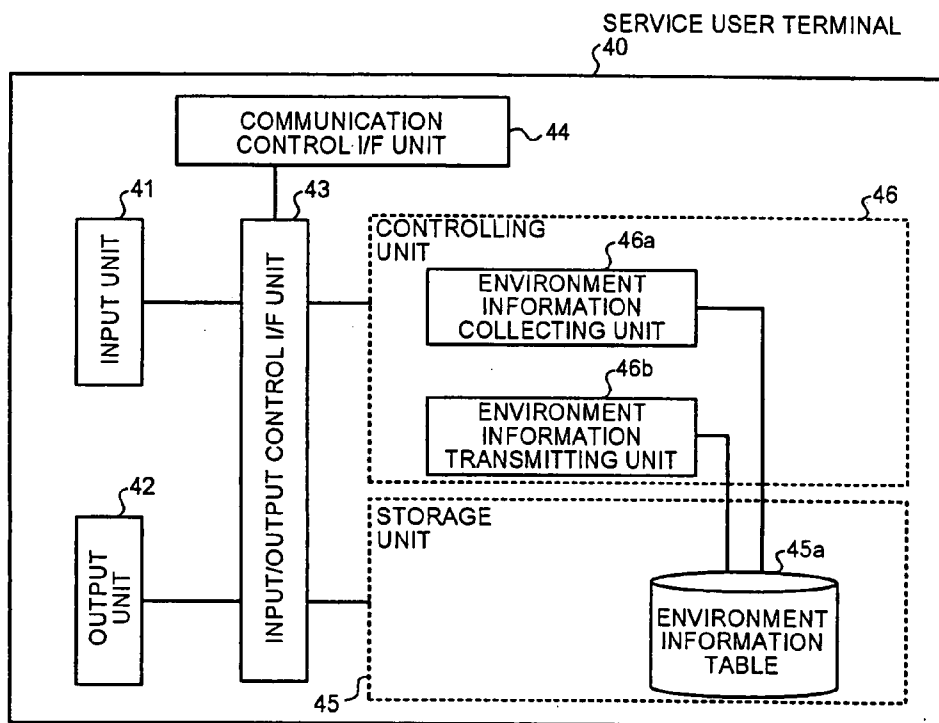 SERVICE USER TERMINAL
40
COMMUNICATION
CONTROL I/F UNIT
44
41
INPUT UNIT
43
INPUT/OUTPUT CONTROL I/F UNIT
46
CONTROLLING
UNIT
46a
ENVIRONMENT
INFORMATION
COLLECTING UNIT
46b
ENVIRONMENT
INFORMATION
TRANSMITTING UNIT
42
OUTPUT
UNIT
STORAGE
UNIT
45a
ENVIRONMENT
INFORMATION
TABLE
45